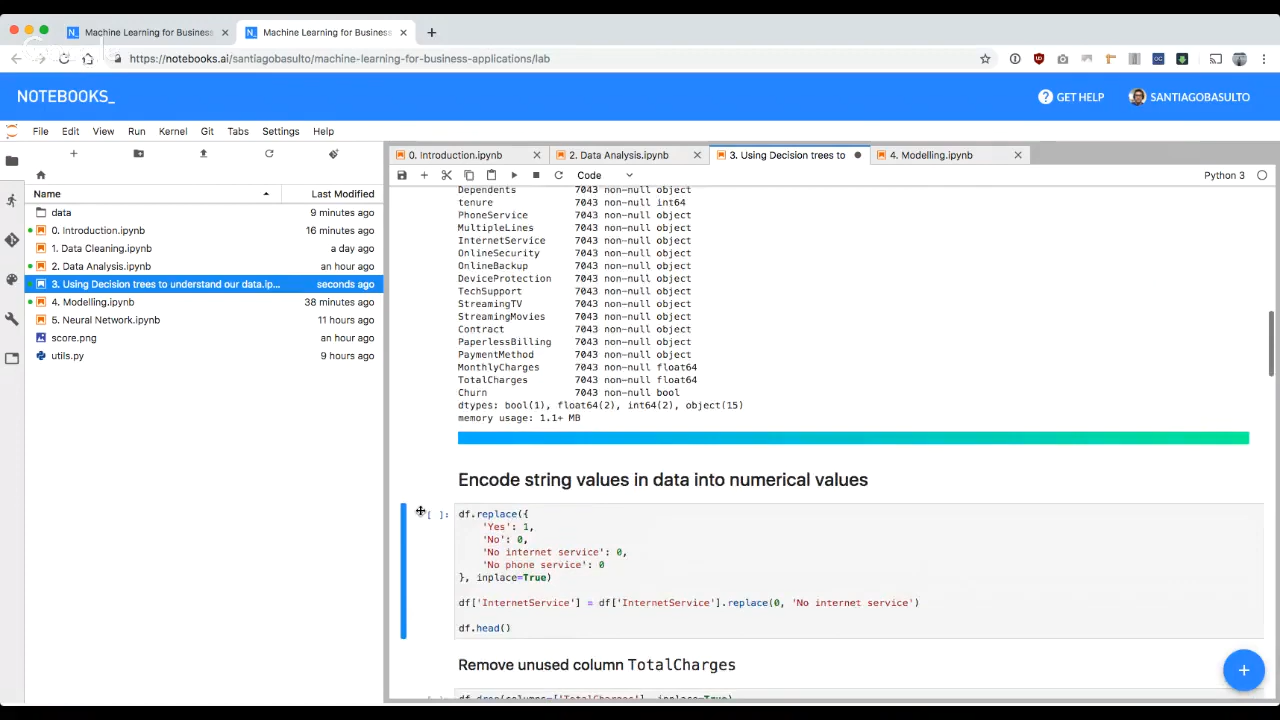 Machine Learning for Business
Machine Learning for Business
https://notebooks.ai/santiagobasulto/machine-learning-for-business-applications/lab
NOTEBOOKS_
GET HELP
SANTIAGOBASULTO
File Edit View Run Kernel Git Tabs Settings Help
0. Introduction.ipynb
2. Data Analysis.ipynb
3. Using Decision trees to
4. Modelling.ipynb
Code
Python 3
Name Last Modified
data 9 minutes ago
0. Introduction.ipynb 16 minutes ago
1. Data Cleaning.ipynb a day ago
2. Data Analysis.ipynb an hour ago
3. Using Decision trees to understand our data.ip... seconds ago
4. Modelling.ipynb 38 minutes ago
5. Neural Network.ipynb 11 hours ago
score.png an hour ago
utils.py 9 hours ago
Dependents 7043 non-null object
tenure 7043 non-null int64
PhoneService 7043 non-null object
MultipleLines 7043 non-null object
InternetService 7043 non-null object
OnlineSecurity 7043 non-null object
OnlineBackup 7043 non-null object
DeviceProtection 7043 non-null object
TechSupport 7043 non-null object
StreamingTV 7043 non-null object
StreamingMovies 7043 non-null object
Contract 7043 non-null object
PaperlessBilling 7043 non-null object
PaymentMethod 7043 non-null object
MonthlyCharges 7043 non-null float64
TotalCharges 7043 non-null float64
Churn 7043 non-null bool
dtypes: bool(1), float64(2), int64(2), object(15)
memory usage: 1.1+ MB
Encode string values in data into numerical values
[ ]: df.replace({
'Yes': 1,
'No': 0,
'No internet service': 0,
'No phone service': 0
}, inplace=True)
df['InternetService'] = df['InternetService'].replace(0, 'No internet service')
df.head()
Remove unused column TotalCharges
df.drop(columns=['TotalCharges'], inplace=True)